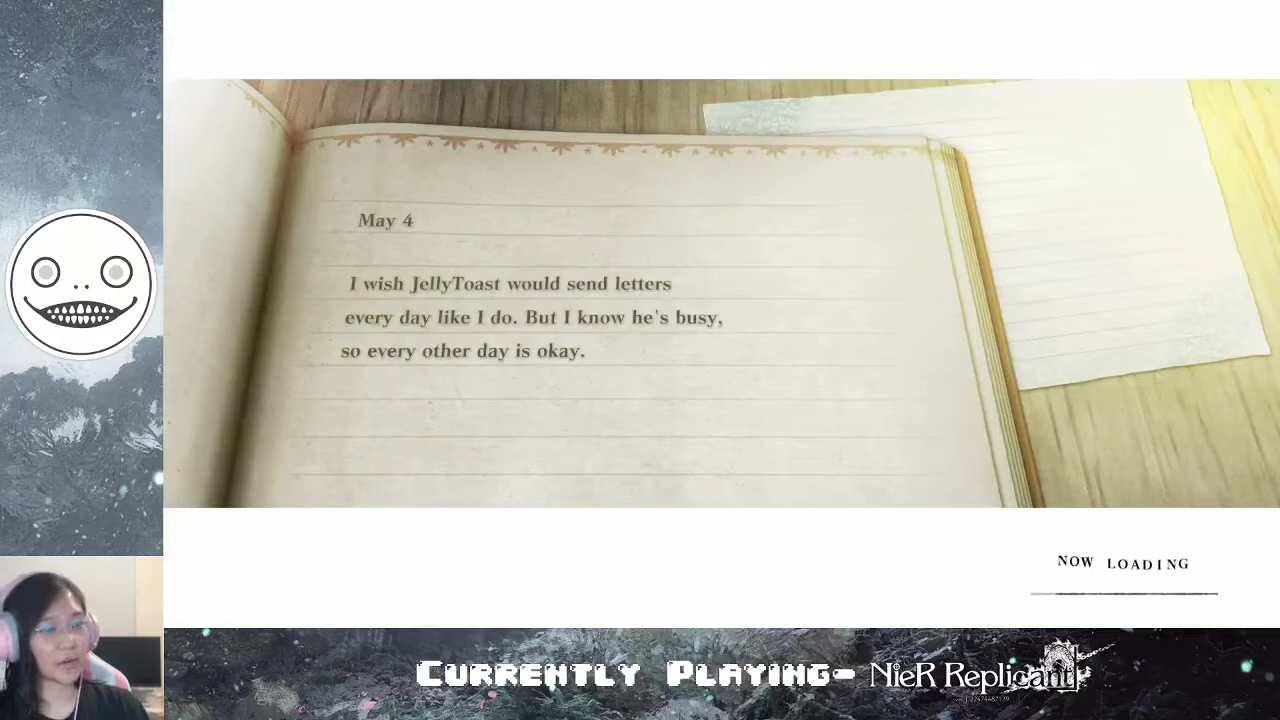 May 4
I wish JellyToast would send letters
every day like I do. But I know he's busy,
so every other day is okay.
NOW LOADING
CURRENTLY PLAYING- NieR Replicant